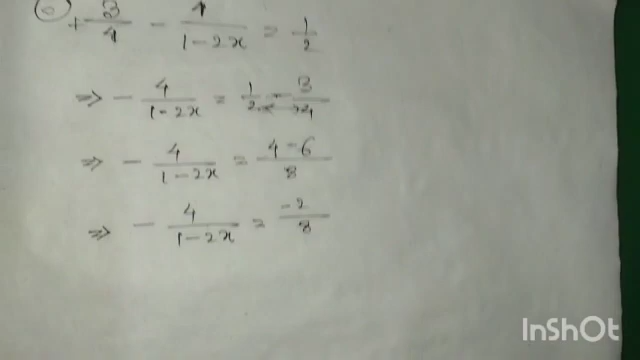 6 + 3/4 - 4/(1-2x) = 1/2
⇒ - 4/(1-2x) = 1/2 - 3/4
⇒ - 4/(1-2x) = (4-6)/8
⇒ - 4/(1-2x) = -2/8
InShOt